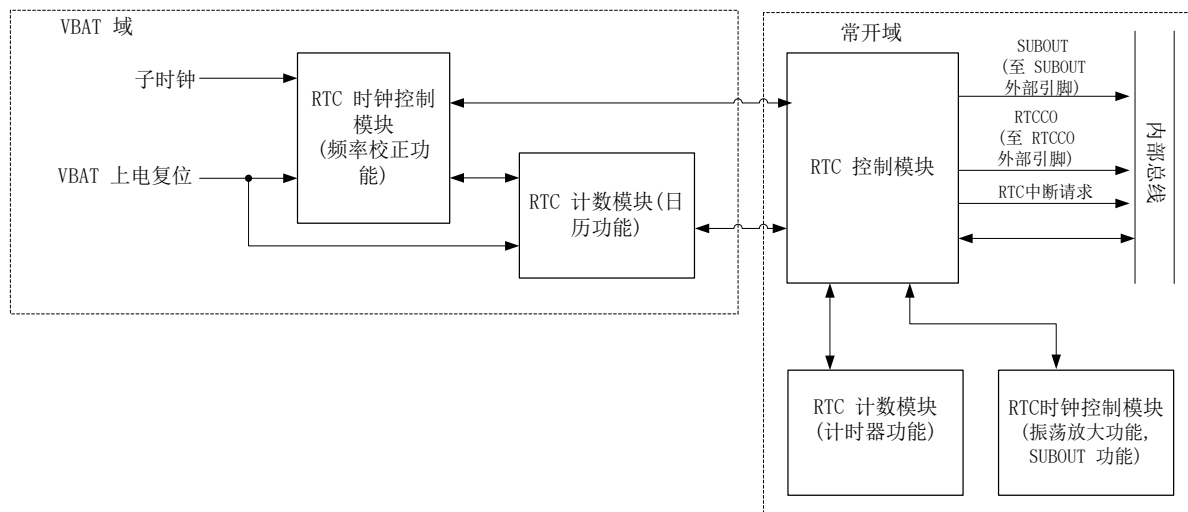 VBAT 域
子时钟
RTC 时钟控制
模块
(频率校正功
能)
VBAT 上电复位
RTC 计数模块(日
历功能)
常开域
RTC 控制模块
SUBOUT
(至 SUBOUT
外部引脚)
RTCCO
(至 RTCCO
外部引脚)
RTC中断请求
内部总线
RTC 计数模块
(计时器功能)
RTC时钟控制模块
(振荡放大功能,
SUBOUT 功能)